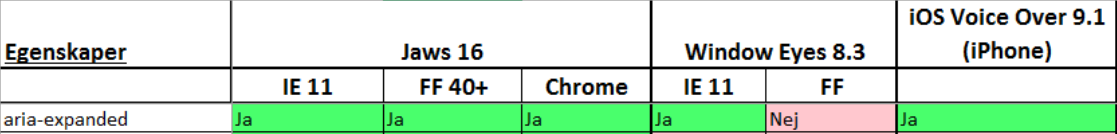 iOS Voice Over 9.1
Egenskaper Jaws 16 Window Eyes 8.3 (iPhone)
IE 11 FF 40+ Chrome IE 11 FF
aria-expanded Ja Ja Ja Ja Nej Ja